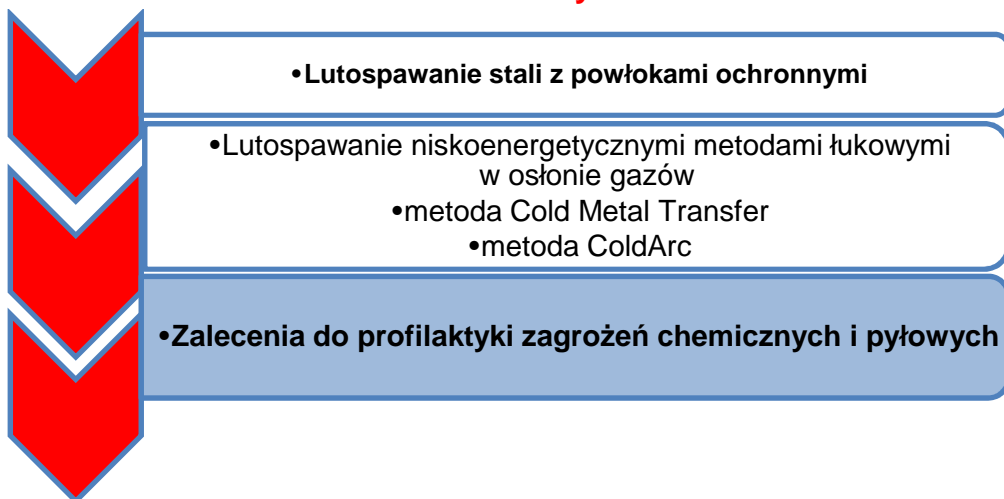 •Lutospawanie stali z powłokami ochronnymi
•Lutospawanie niskoenergetycznymi metodami łukowymi
w osłonie gazów
•metoda Cold Metal Transfer
•metoda ColdArc
•Zalecenia do profilaktyki zagrożeń chemicznych i pyłowych